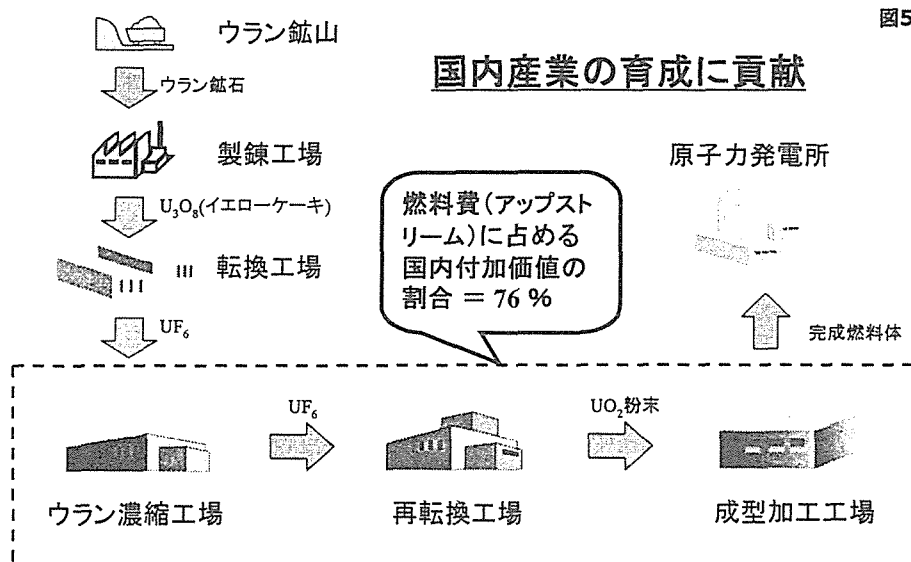 図5
ウラン鉱山
国内産業の育成に貢献
ウラン鉱石
製錬工場
原子力発電所
U₃O₈(イエローケーキ)
燃料費(アップスト
リーム)に占める
国内付加価値の
割合 = 76 %
転換工場
UF₆
完成燃料体
UF₆
UO₂粉末
ウラン濃縮工場
再転換工場
成型加工工場